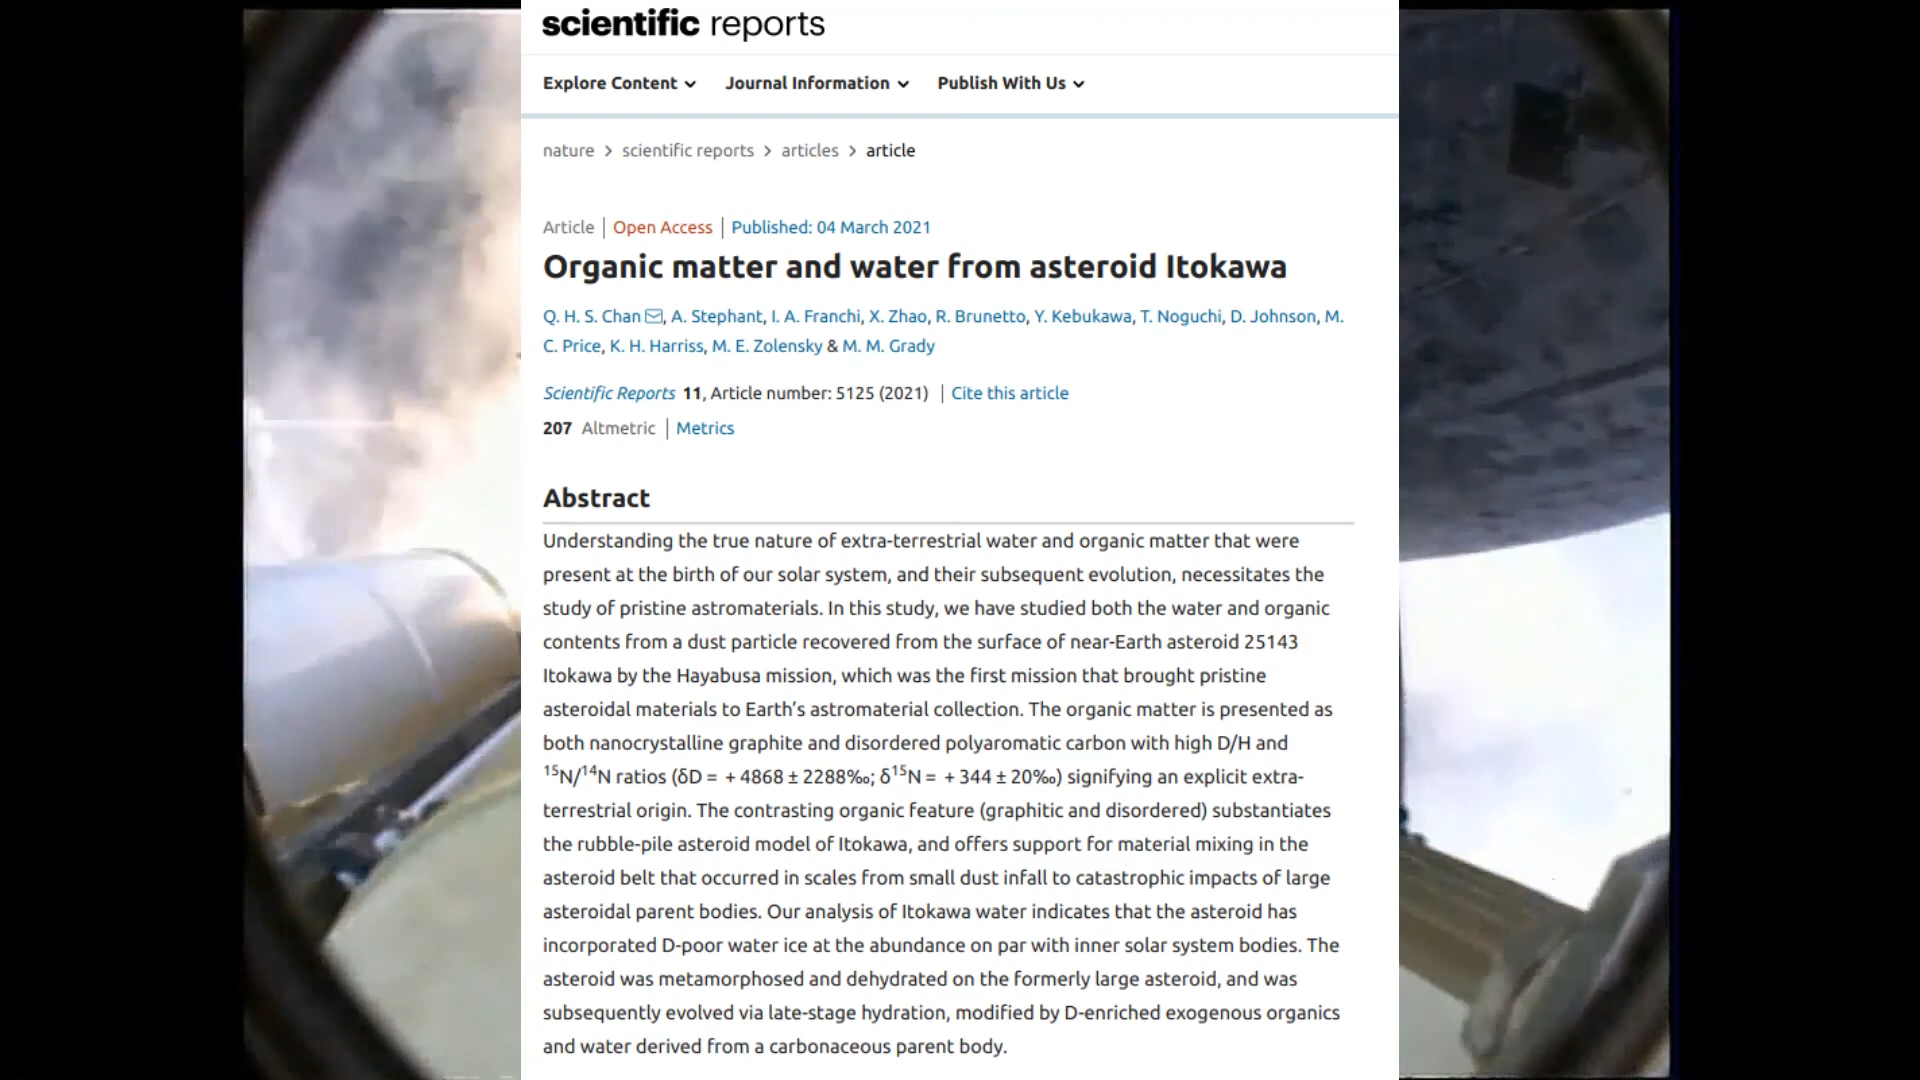 scientific reports
Explore Content Journal Information Publish With Us
nature > scientific reports > articles > article
Article | Open Access | Published: 04 March 2021
Organic matter and water from asteroid Itokawa
Q. H. S. Chan, A. Stephant, I. A. Franchi, X. Zhao, R. Brunetto, Y. Kebukawa, T. Noguchi, D. Johnson, M.
C. Price, K. H. Harriss, M. E. Zolensky & M. M. Grady
Scientific Reports 11, Article number: 5125 (2021) | Cite this article
207 Altmetric | Metrics
Abstract
Understanding the true nature of extra-terrestrial water and organic matter that were
present at the birth of our solar system, and their subsequent evolution, necessitates the
study of pristine astromaterials. In this study, we have studied both the water and organic
contents from a dust particle recovered from the surface of near-Earth asteroid 25143
Itokawa by the Hayabusa mission, which was the first mission that brought pristine
asteroidal materials to Earth’s astromaterial collection. The organic matter is presented as
both nanocrystalline graphite and disordered polyaromatic carbon with high D/H and
¹⁵N/¹⁴N ratios (δD = + 4868 ± 2288‰; δ¹⁵N = + 344 ± 20‰) signifying an explicit extra-
terrestrial origin. The contrasting organic feature (graphitic and disordered) substantiates
the rubble-pile asteroid model of Itokawa, and offers support for material mixing in the
asteroid belt that occurred in scales from small dust infall to catastrophic impacts of large
asteroidal parent bodies. Our analysis of Itokawa water indicates that the asteroid has
incorporated D-poor water ice at the abundance on par with inner solar system bodies. The
asteroid was metamorphosed and dehydrated on the formerly large asteroid, and was
subsequently evolved via late-stage hydration, modified by D-enriched exogenous organics
and water derived from a carbonaceous parent body.